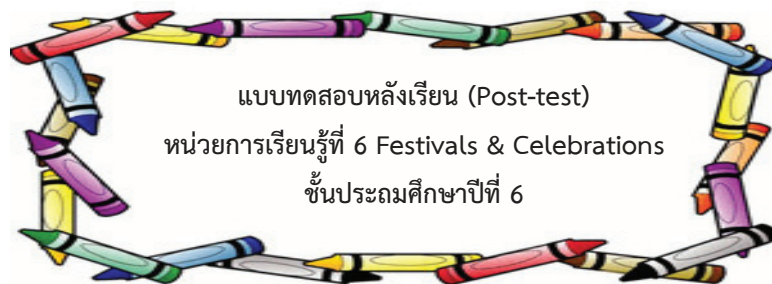 แบบทดสอบหลังเรียน (Post-test)
หน่วยการเรียนรู้ที่ 6 Festivals & Celebrations
ชั้นประถมศึกษาปีที่ 6